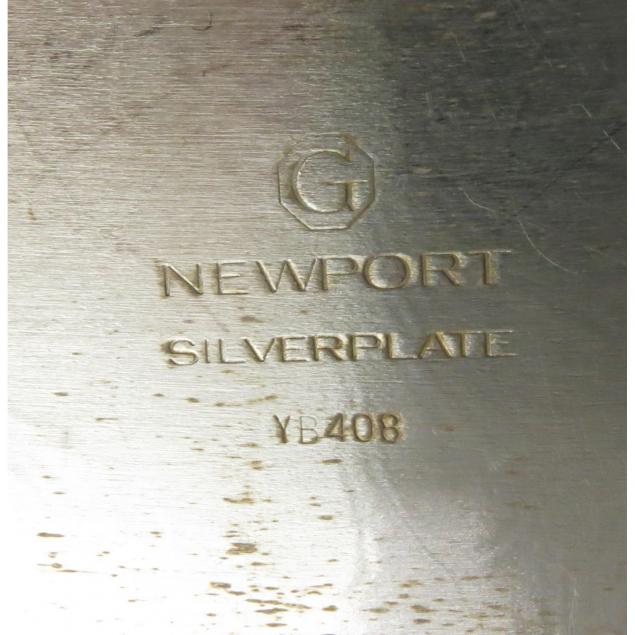 G
NEWPORT
SILVERPLATE
YB408